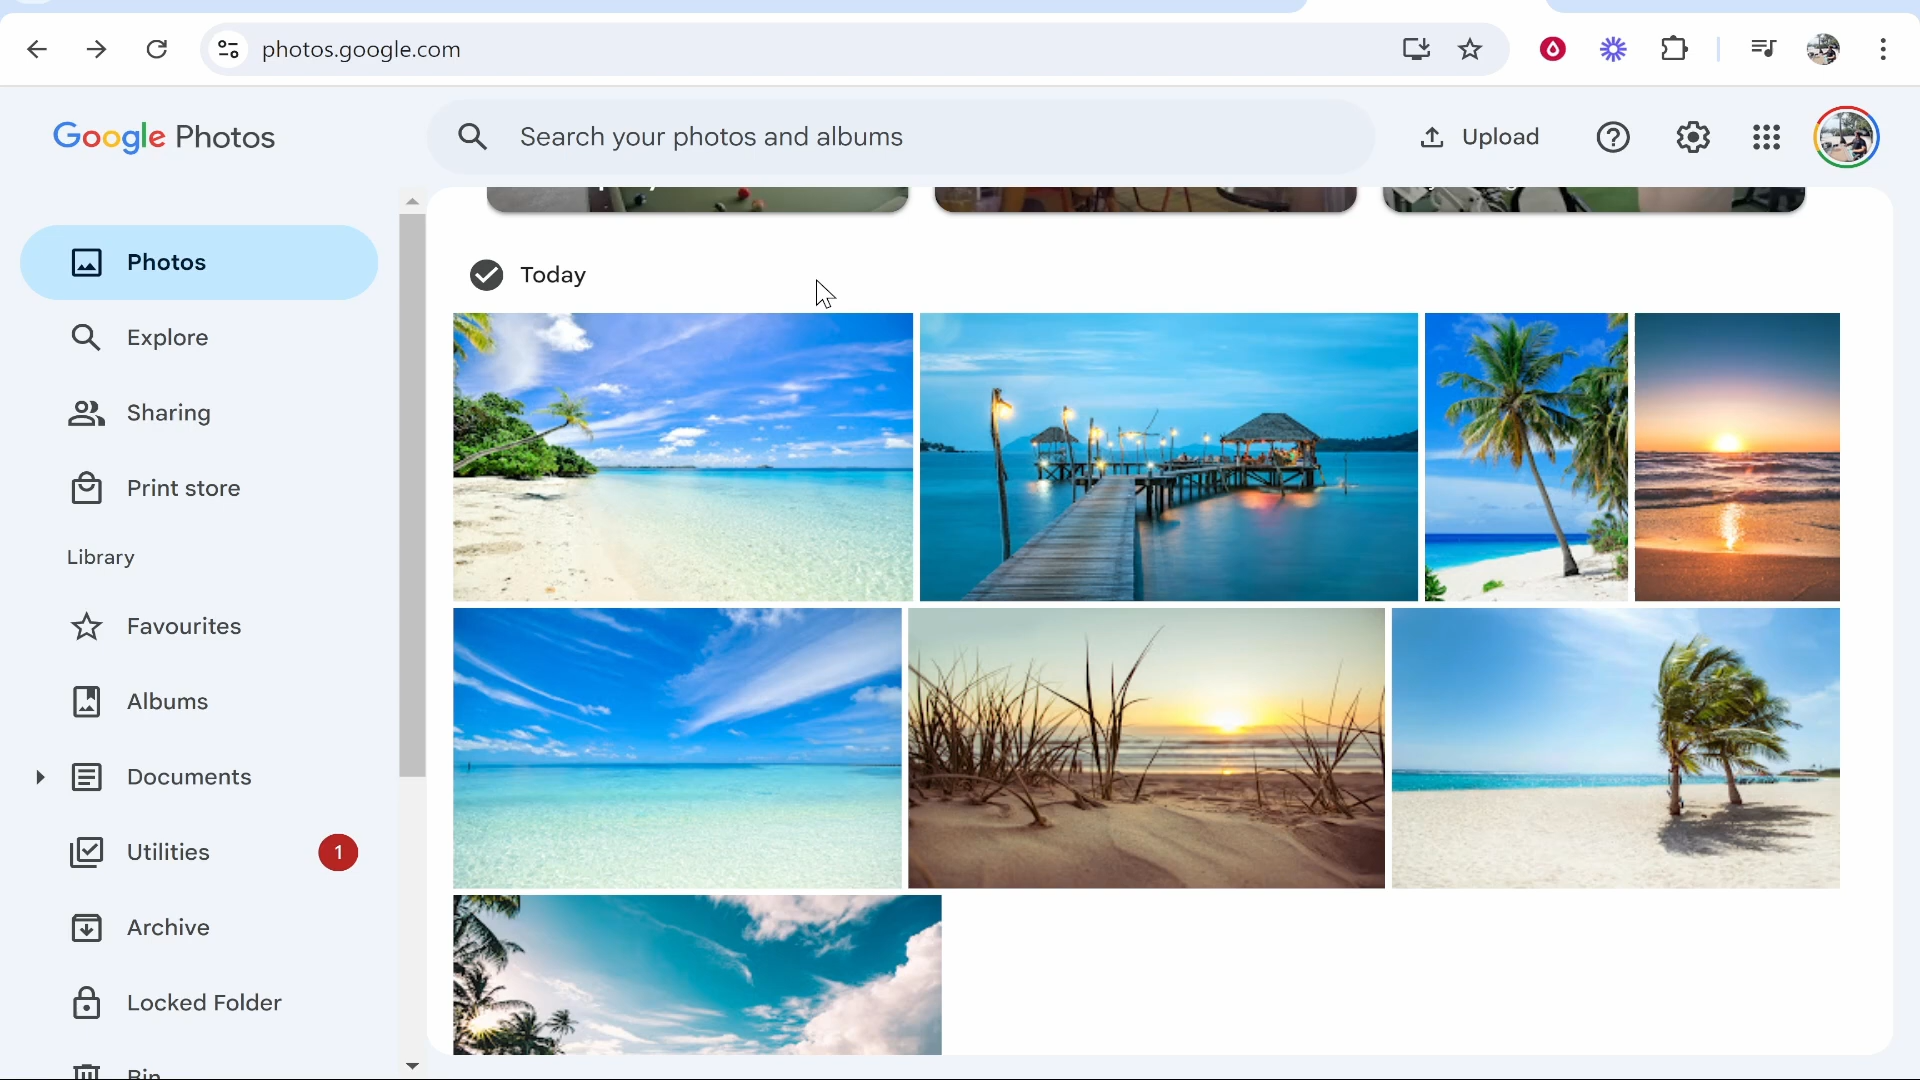 photos.google.com
Google Photos
Search your photos and albums
Upload
Photos
Explore
Sharing
Print store
Library
Favourites
Albums
Documents
Utilities
1
Archive
Locked Folder
Bin
Today